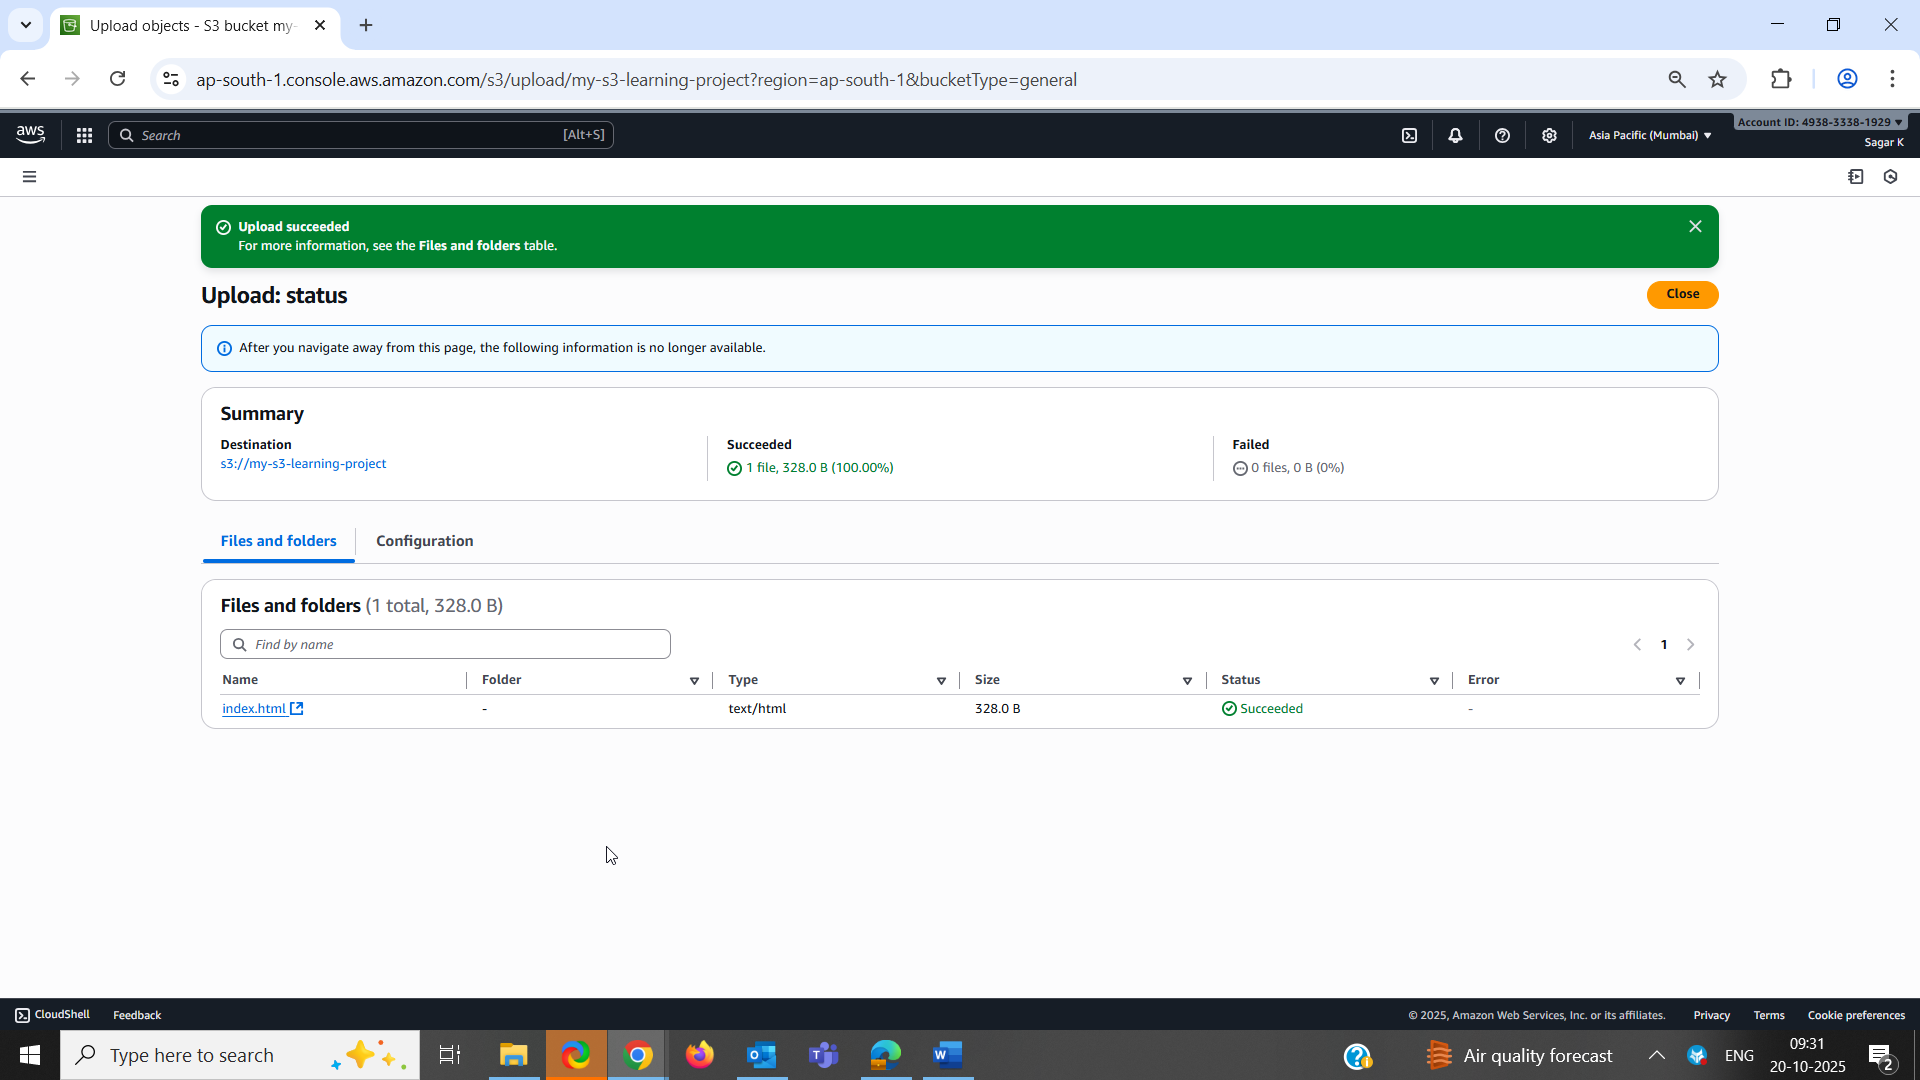 Upload objects - S3 bucket my-
ap-south-1.console.aws.amazon.com/s3/upload/my-s3-learning-project?region=ap-south-1&bucketType=general
aws
Search
[Alt+S]
Asia Pacific (Mumbai)
Account ID: 4938-3338-1929
Sagar K
Upload succeeded
For more information, see the Files and folders table.
Upload: status
Close
After you navigate away from this page, the following information is no longer available.
Summary
Destination
s3://my-s3-learning-project
Succeeded
1 file, 328.0 B (100.00%)
Failed
0 files, 0 B (0%)
Files and folders
Configuration
Files and folders (1 total, 328.0 B)
Find by name
1
Name Folder Type Size Status Error
index.html - text/html 328.0 B Succeeded -
CloudShell Feedback
© 2025, Amazon Web Services, Inc. or its affiliates. Privacy Terms Cookie preferences
Type here to search
Air quality forecast
ENG
09:31
20-10-2025
2